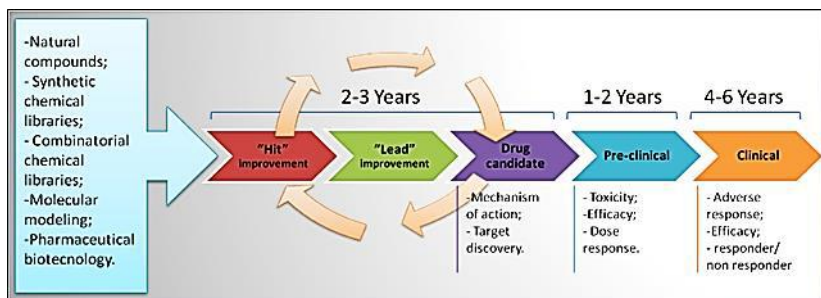 -Natural
compounds;
- Synthetic
chemical
libraries;
- Combinatorial
chemical
libraries;
-Molecular
modeling;
-Pharmaceutical
biotecnology.
2-3 Years
1-2 Years
4-6 Years
"Hit"
improvement
"Lead"
improvement
Drug
candidate
Pre-clinical
Clinical
-Mechanism
of action;
- Target
discovery.
- Toxicity;
-Efficacy;
- Dose
response.
- Adverse
response;
-Efficacy;
- responder/
non responder